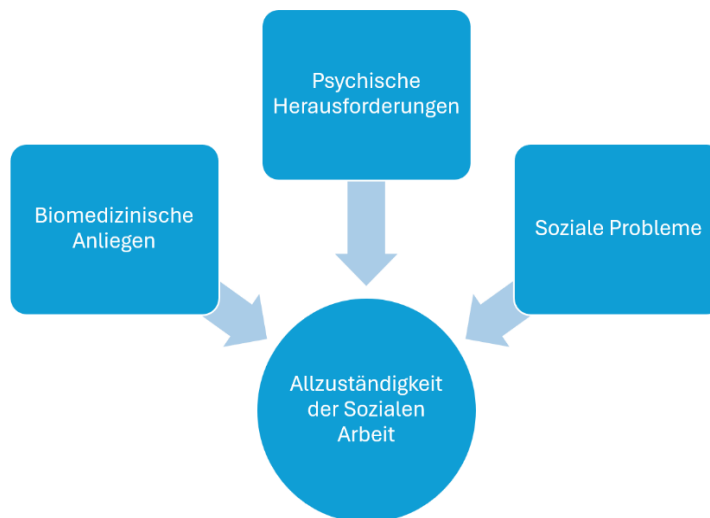 Psychische
Herausforderungen
Biomedizinische
Anliegen
Soziale Probleme
Allzuständigkeit
der Sozialen
Arbeit